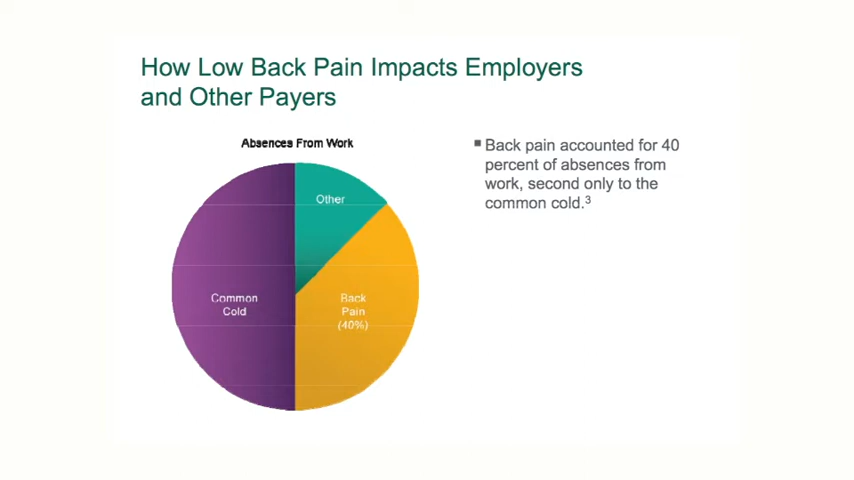 How Low Back Pain Impacts Employers
and Other Payers
Absences From Work
Other
Common
Cold
Back
Pain
(40%)
▪ Back pain accounted for 40
percent of absences from
work, second only to the
common cold.³